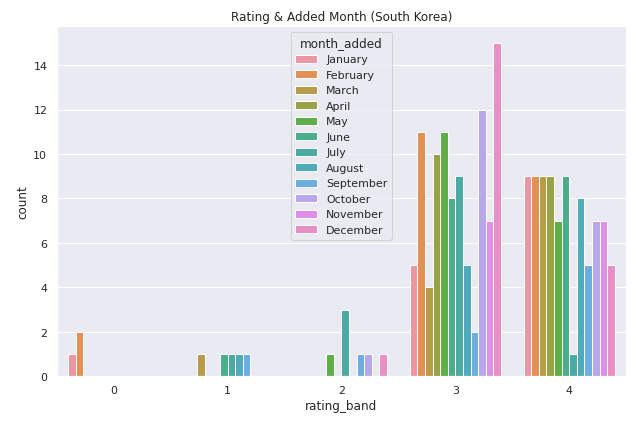 Rating & Added Month (South Korea)
month_added
January
February
March
April
May
June
July
August
September
October
November
December
14
12
10
8
6
4
2
0
count
0 1 2 3 4
rating_band